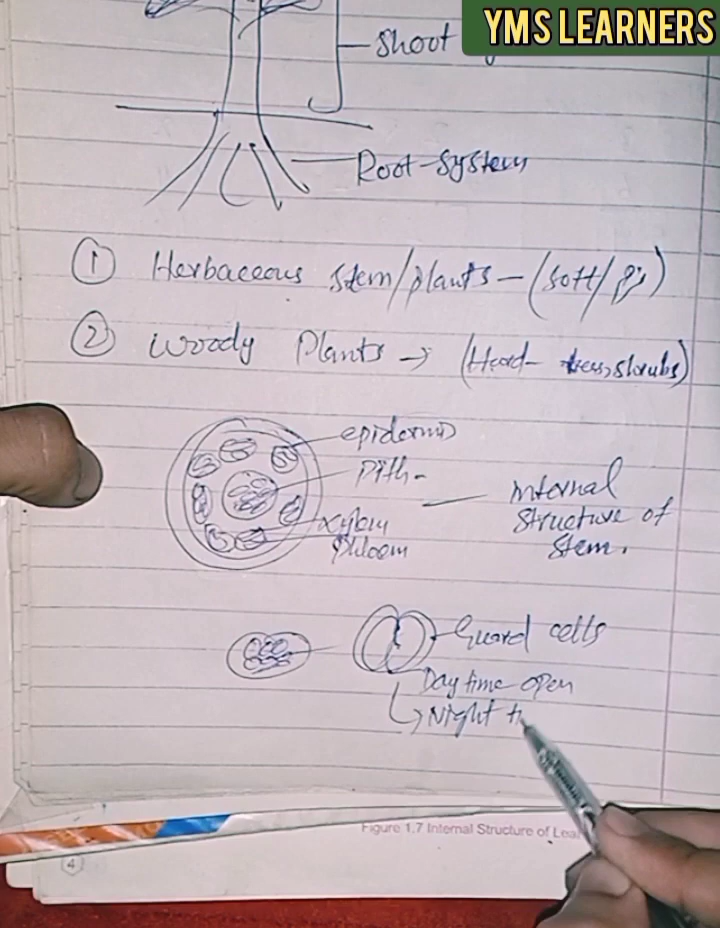 YMS LEARNERS
Shoot
Root-System
① Herbaceous Stem/plants - (Soft/
② Woody Plants → (Hard- trees, shrubs)
epidermis
Pith -
xylem
phloem
Internal
Structure of
Stem.
Guard cells
Day time open
Night t
Figure 1.7 Internal Structure of Lea
4